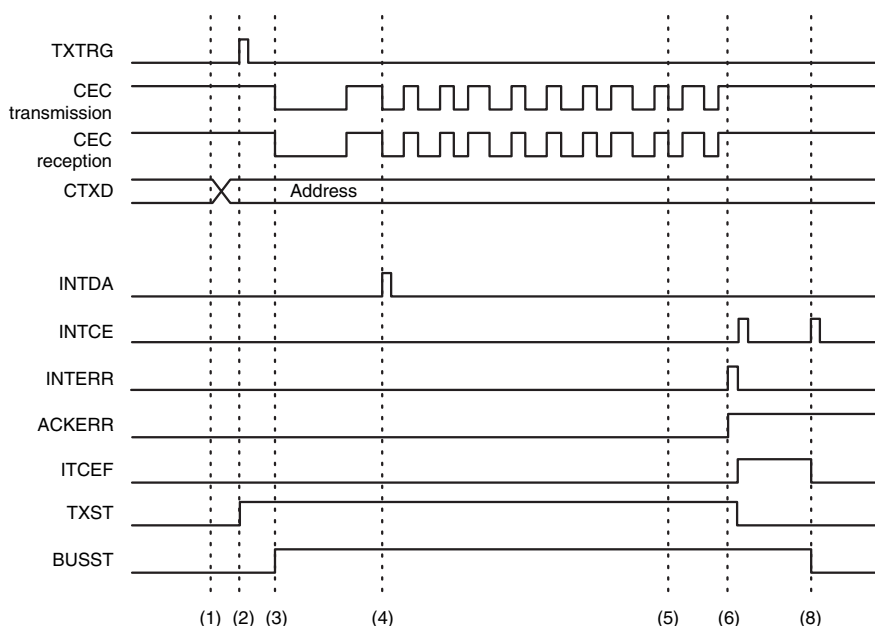 TXTRG
CEC
transmission
CEC
reception
CTXD
Address
INTDA
INTCE
INTERR
ACKERR
ITCEF
TXST
BUSST
(1) (2) (3) (4) (5) (6) (8)